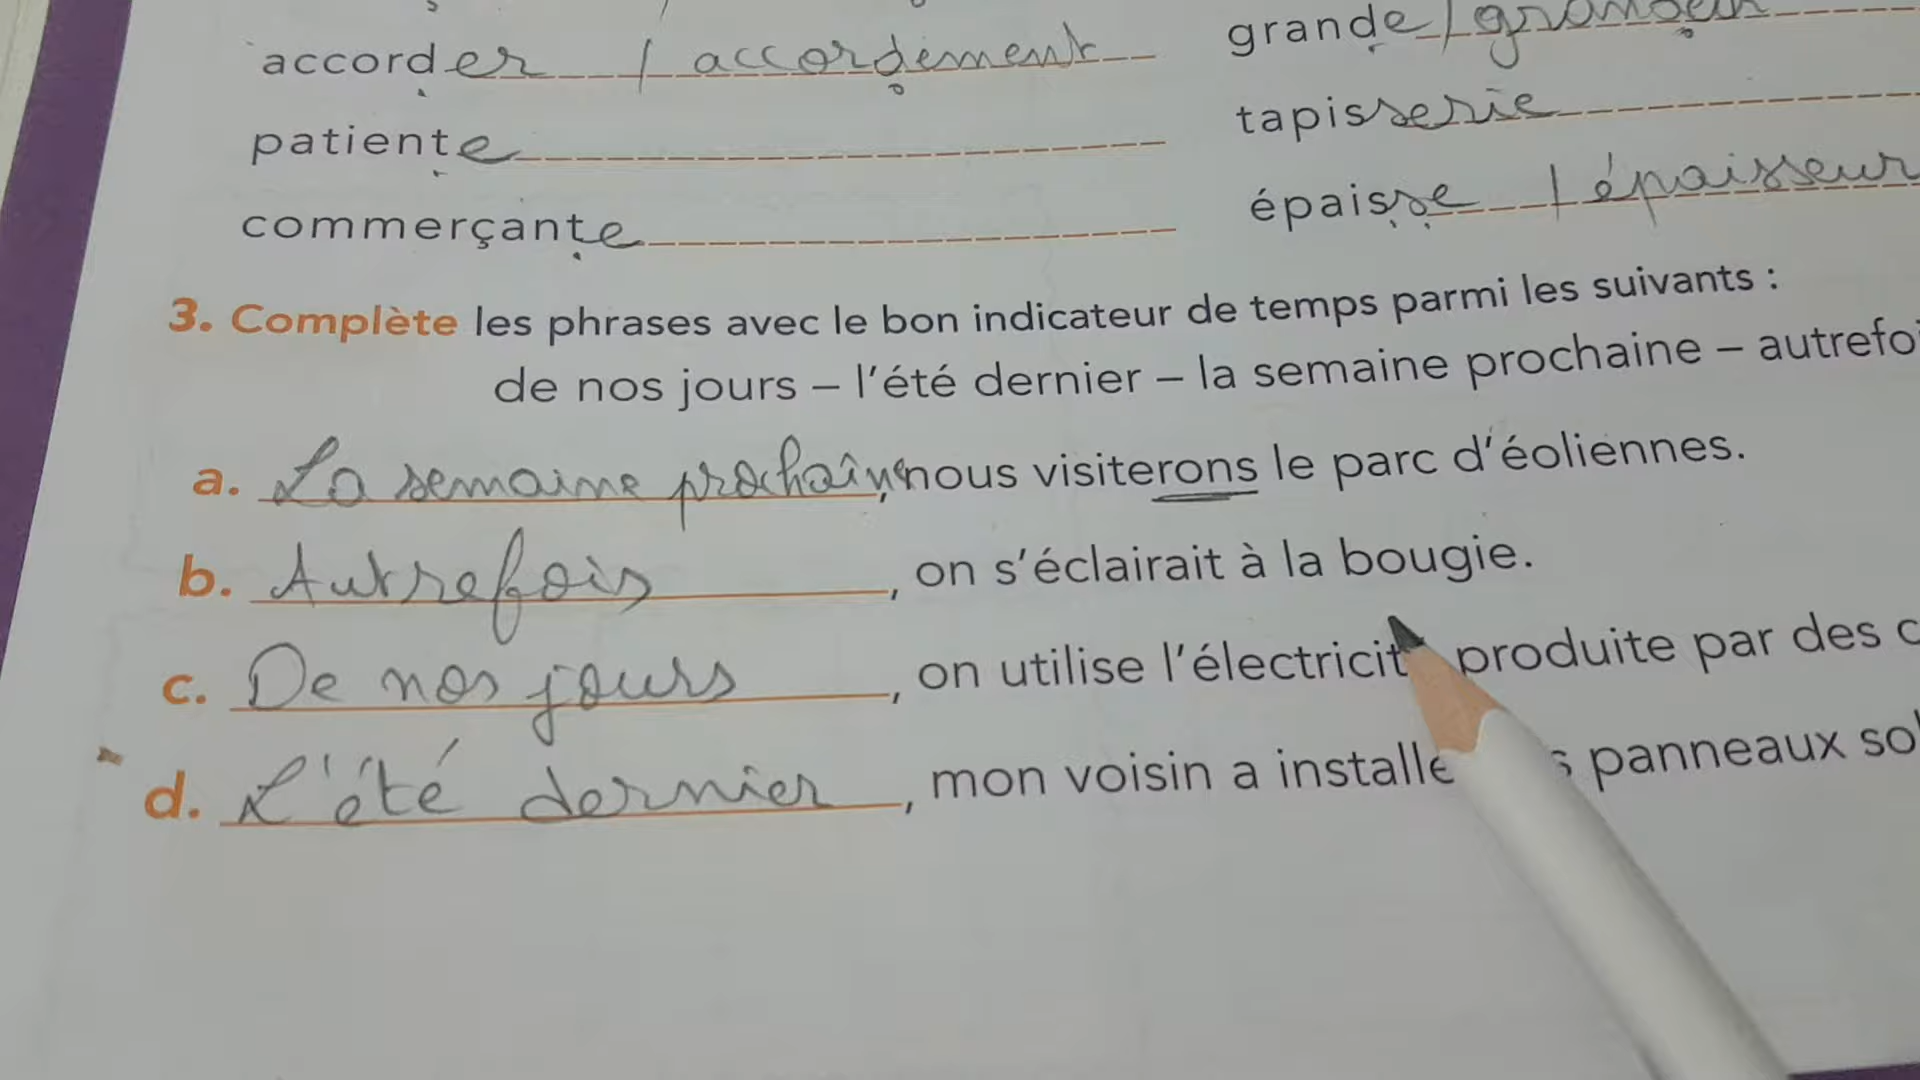 accorder / accordement
grande / grandeur
patiente
tapisserie
commerçante
épaisse / épaisseur
3. Complète les phrases avec le bon indicateur de temps parmi les suivants :
de nos jours – l'été dernier – la semaine prochaine – autrefoi
a. La semaine prochaine, nous visiterons le parc d'éoliennes.
b. Autrefois, on s'éclairait à la bougie.
c. De nos jours, on utilise l'électricit produite par des c
d. L'été dernier, mon voisin a installé s panneaux sol